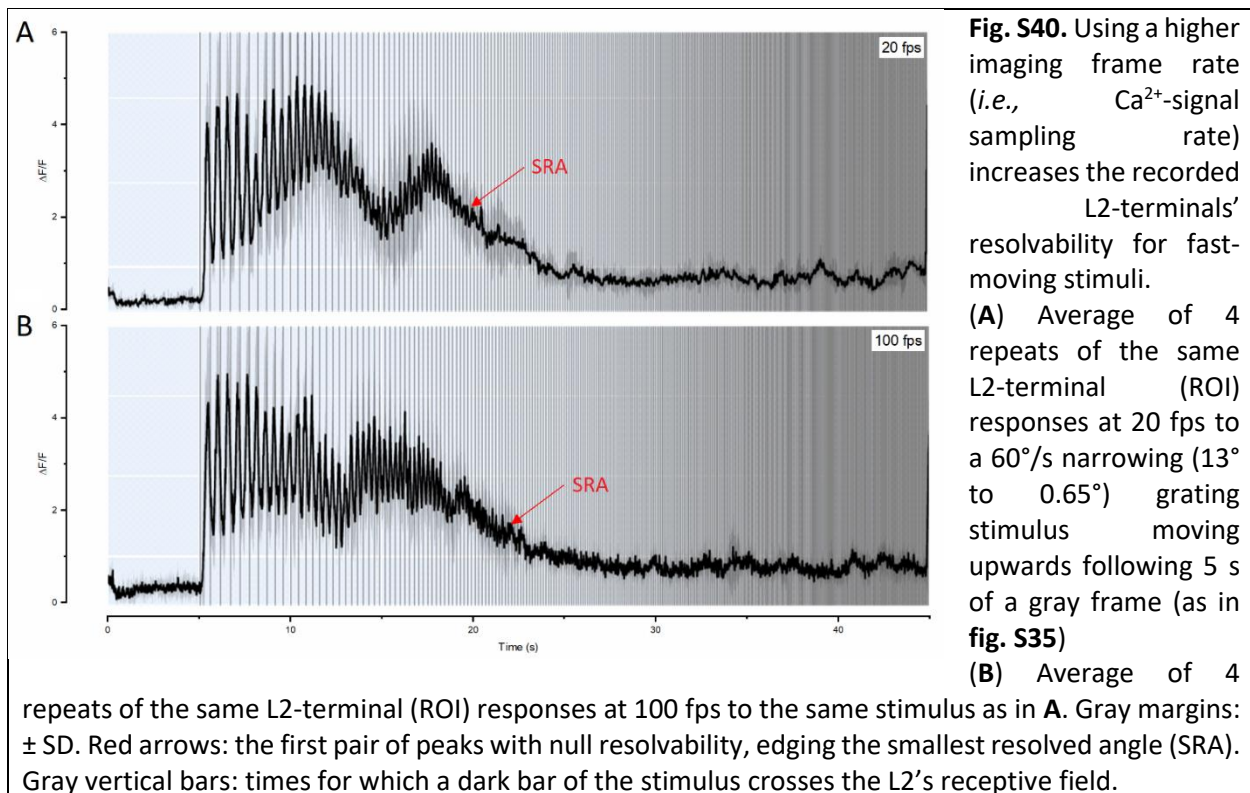 A
6
4
2
0
ΔF/F
20 fps
SRA
B
6
4
2
0
ΔF/F
100 fps
SRA
0
10
20
30
40
Time (s)
Fig. S40. Using a higher
imaging frame rate
(i.e., Ca²⁺-signal
sampling rate)
increases the recorded
L2-terminals’
resolvability for fast-
moving stimuli.
(A) Average of 4
repeats of the same
L2-terminal (ROI)
responses at 20 fps to
a 60°/s narrowing (13°
to 0.65°) grating
stimulus moving
upwards following 5 s
of a gray frame (as in
fig. S35)
(B) Average of 4
repeats of the same L2-terminal (ROI) responses at 100 fps to the same stimulus as in A. Gray margins:
± SD. Red arrows: the first pair of peaks with null resolvability, edging the smallest resolved angle (SRA).
Gray vertical bars: times for which a dark bar of the stimulus crosses the L2’s receptive field.